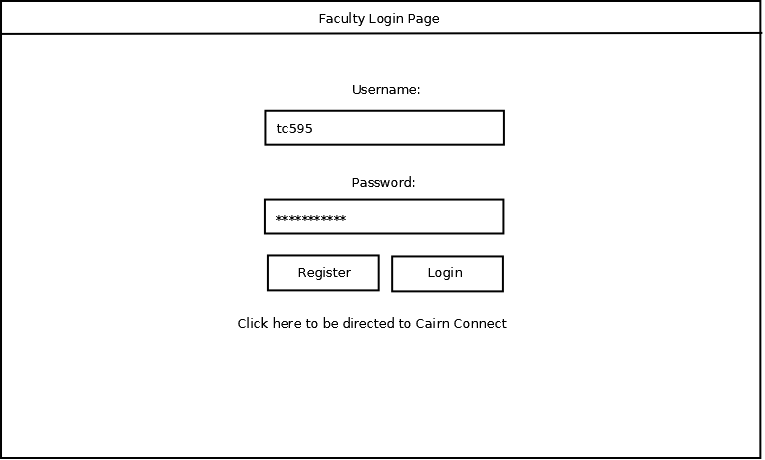 Faculty Login Page
Username:
tc595
Password:
***********
Register Login
Click here to be directed to Cairn Connect